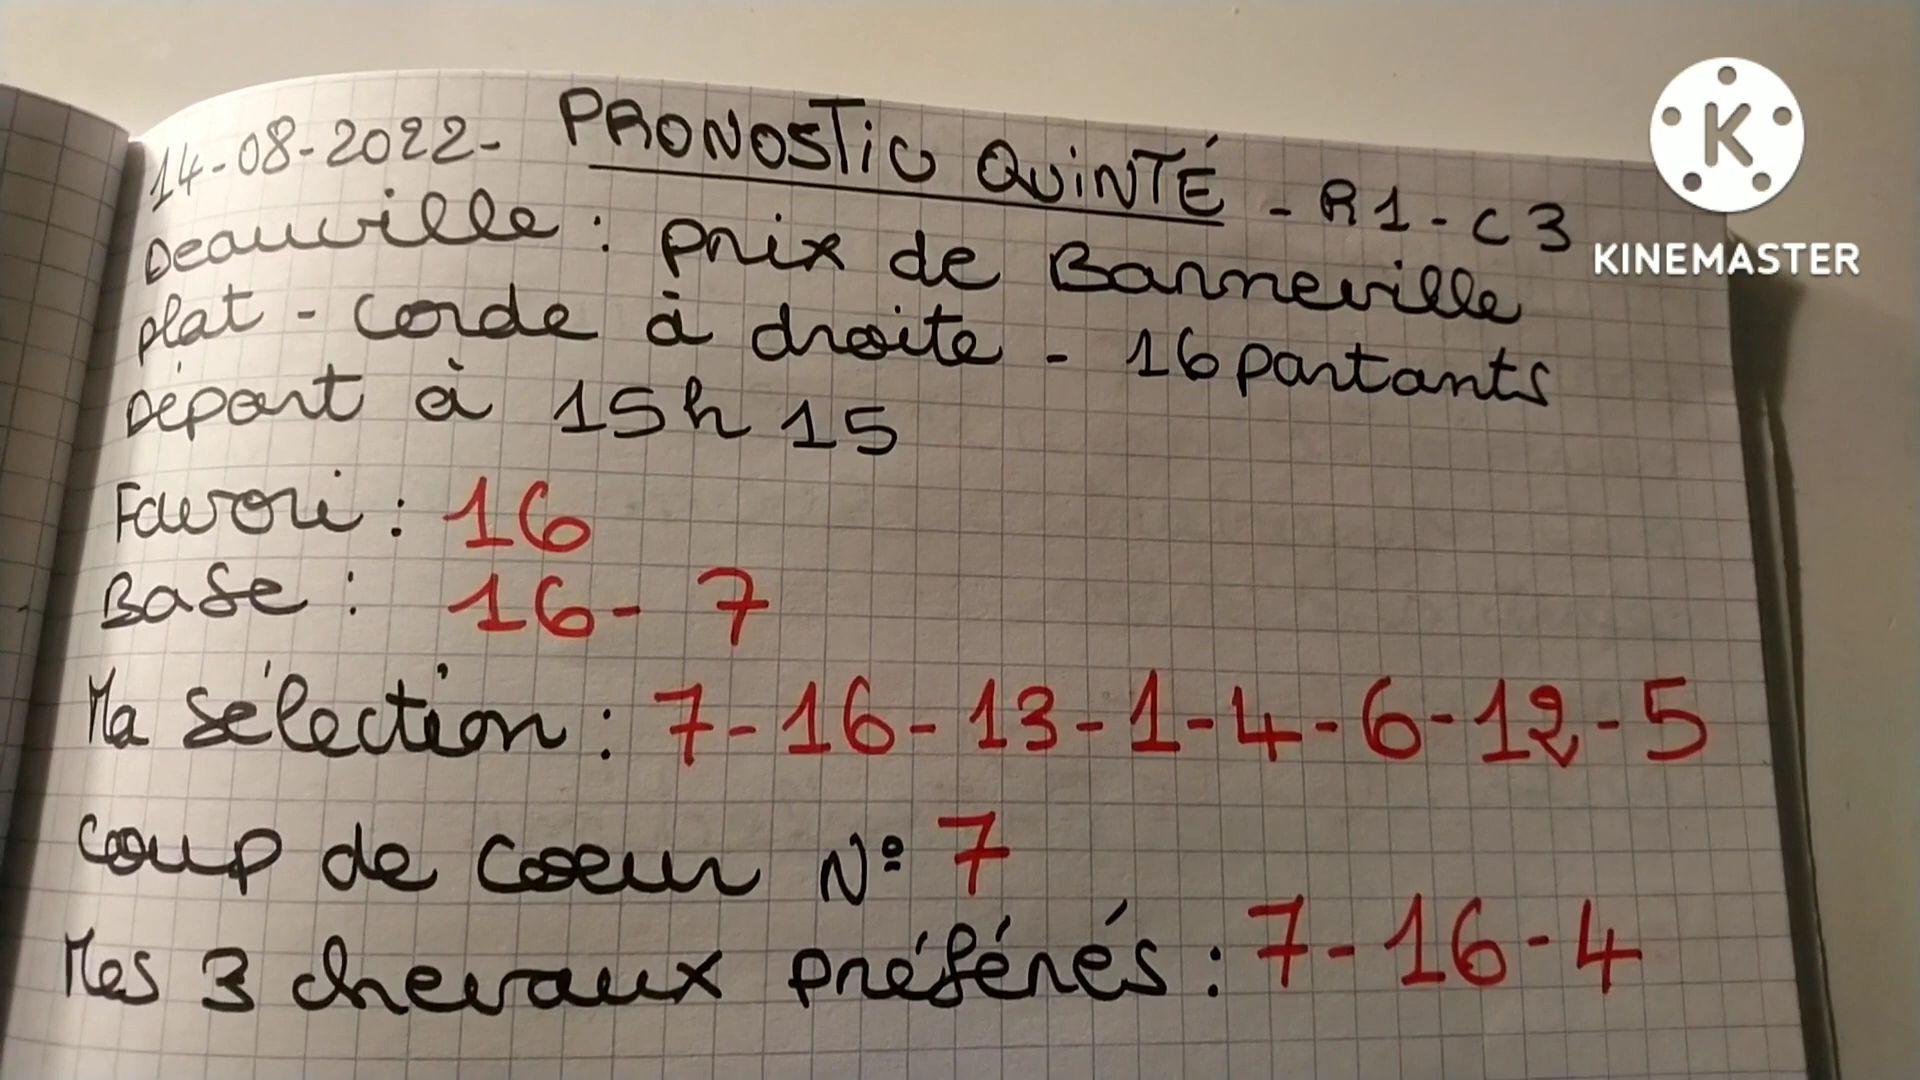 14-08-2022- PRONOSTIC QUINTÉ - R1 - C3
Deauville : prix de Banneville
plat - corde à droite - 16 partants
Départ à 15h15
Favori : 16
Base : 16 - 7
Ma sélection : 7-16-13-1-4-6-12-5
Coup de coeur N° 7
Mes 3 chevaux préférés : 7-16-4
K
KINEMASTER